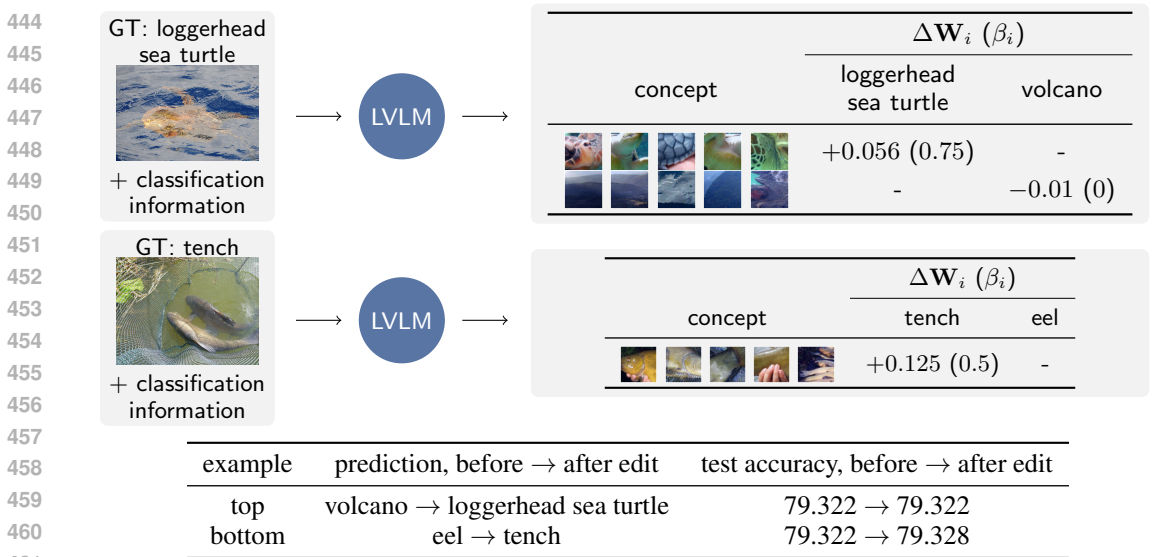 444
445
446
447
448
449
450
451
452
453
454
455
456
457
458
459
460
GT: loggerhead
sea turtle
+ classification
information
LVLM
ΔW_i (β_i)
concept
loggerhead
sea turtle
volcano
+0.056 (0.75) -
- −0.01 (0)
GT: tench
+ classification
information
LVLM
ΔW_i (β_i)
concept tench eel
+0.125 (0.5) -
example prediction, before → after edit test accuracy, before → after edit
top volcano → loggerhead sea turtle 79.322 → 79.322
bottom eel → tench 79.322 → 79.328